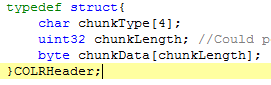 typedef struct{
char chunkType[4];
uint32 chunkLength; //Could p
byte chunkData[chunkLength];
}COLRHeader;